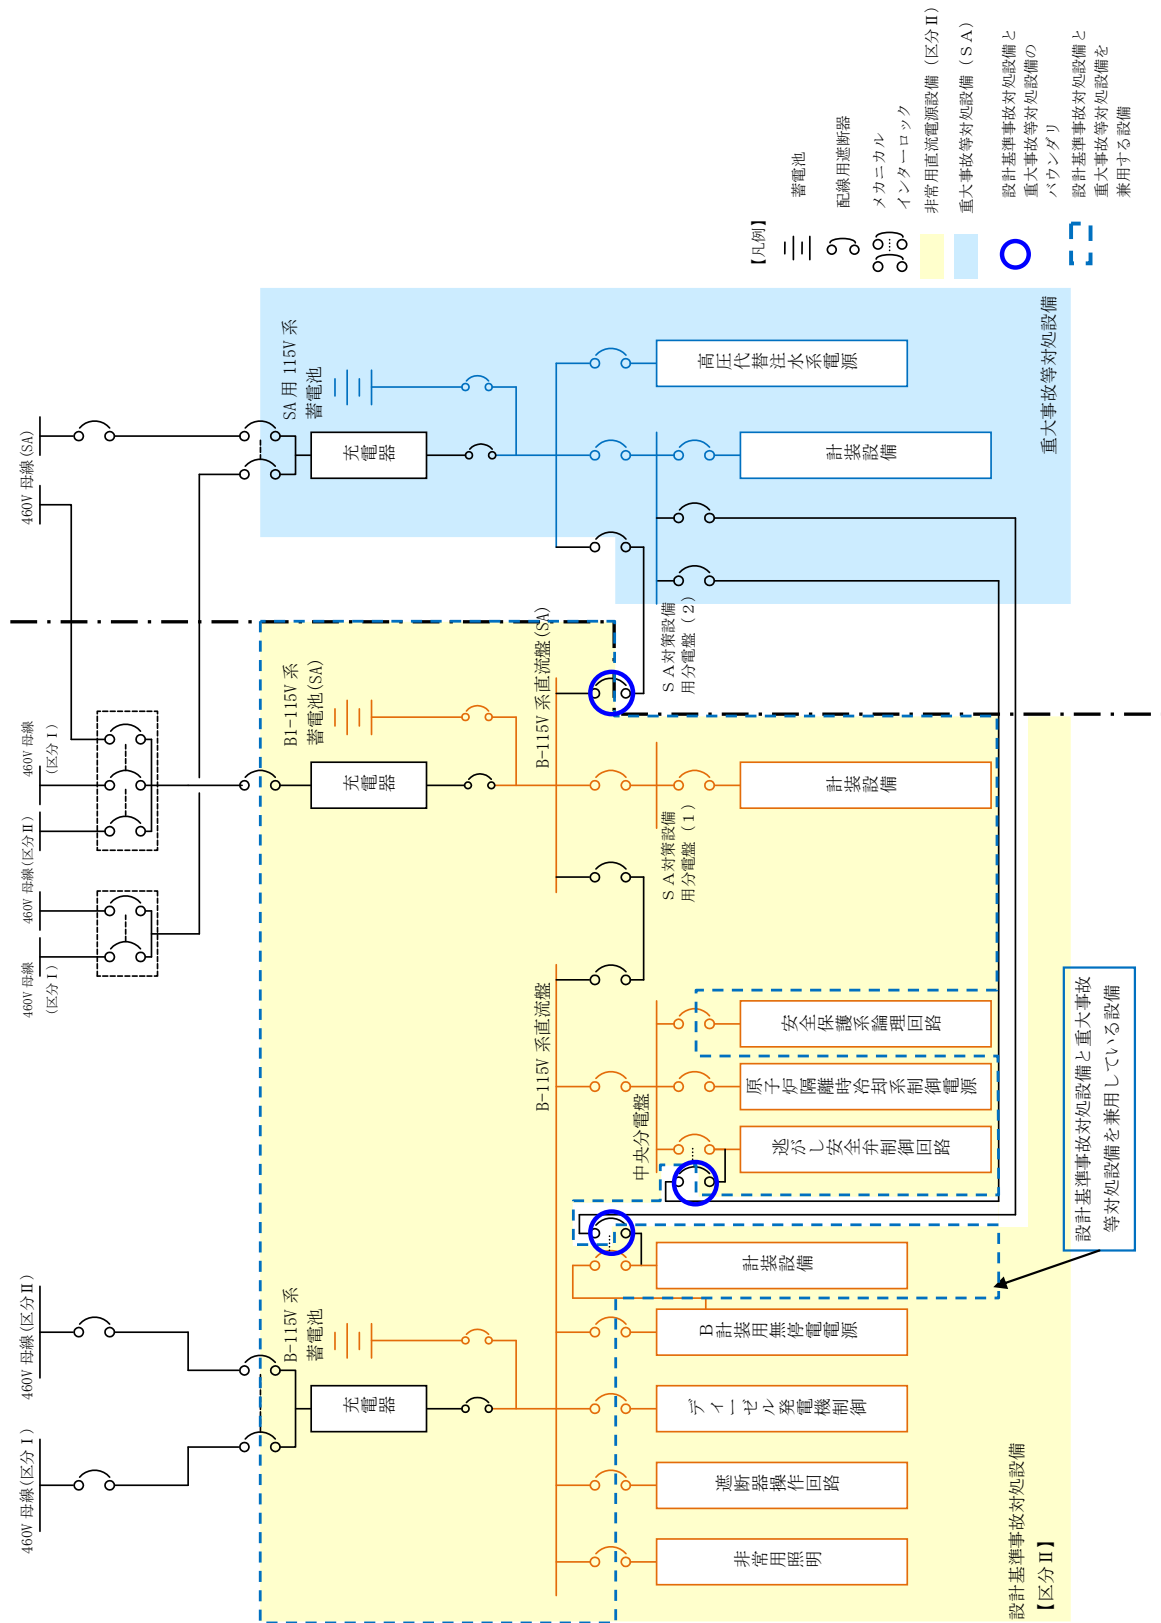 460V 母線(区分Ⅰ)
460V 母線(区分Ⅱ)
460V 母線
(区分Ⅰ)
460V 母線(区分Ⅱ)
460V 母線
(区分Ⅰ)
460V 母線(SA)
B-115V 系
蓄電池
充電器
B1-115V 系
蓄電池(SA)
充電器
SA 用 115V 系
蓄電池
充電器
B-115V 系直流盤
B-115V 系直流盤(SA)
中央分電盤
ＳＡ対策設備
用分電盤（１）
ＳＡ対策設備
用分電盤（２）
非常用照明
遮断器操作回路
ディーゼル発電機制御
B
計装用無停電電源
計装設備
逃がし安全弁制御回路
原子炉隔離時冷却系制御電源
安全保護系論理回路
計装設備
計装設備
高圧代替注水系電源
設計基準事故対処設備
【区分Ⅱ】
重大事故等対処設備
設計基準事故対処設備と重大事故
等対処設備を兼用している設備
【凡例】
蓄電池
配線用遮断器
メカニカル
インターロック
非常用直流電源設備（区分Ⅱ）
重大事故等対処設備（ＳＡ）
設計基準事故対処設備と
重大事故等対処設備の
バウンダリ
設計基準事故対処設備と
重大事故等対処設備を
兼用する設備